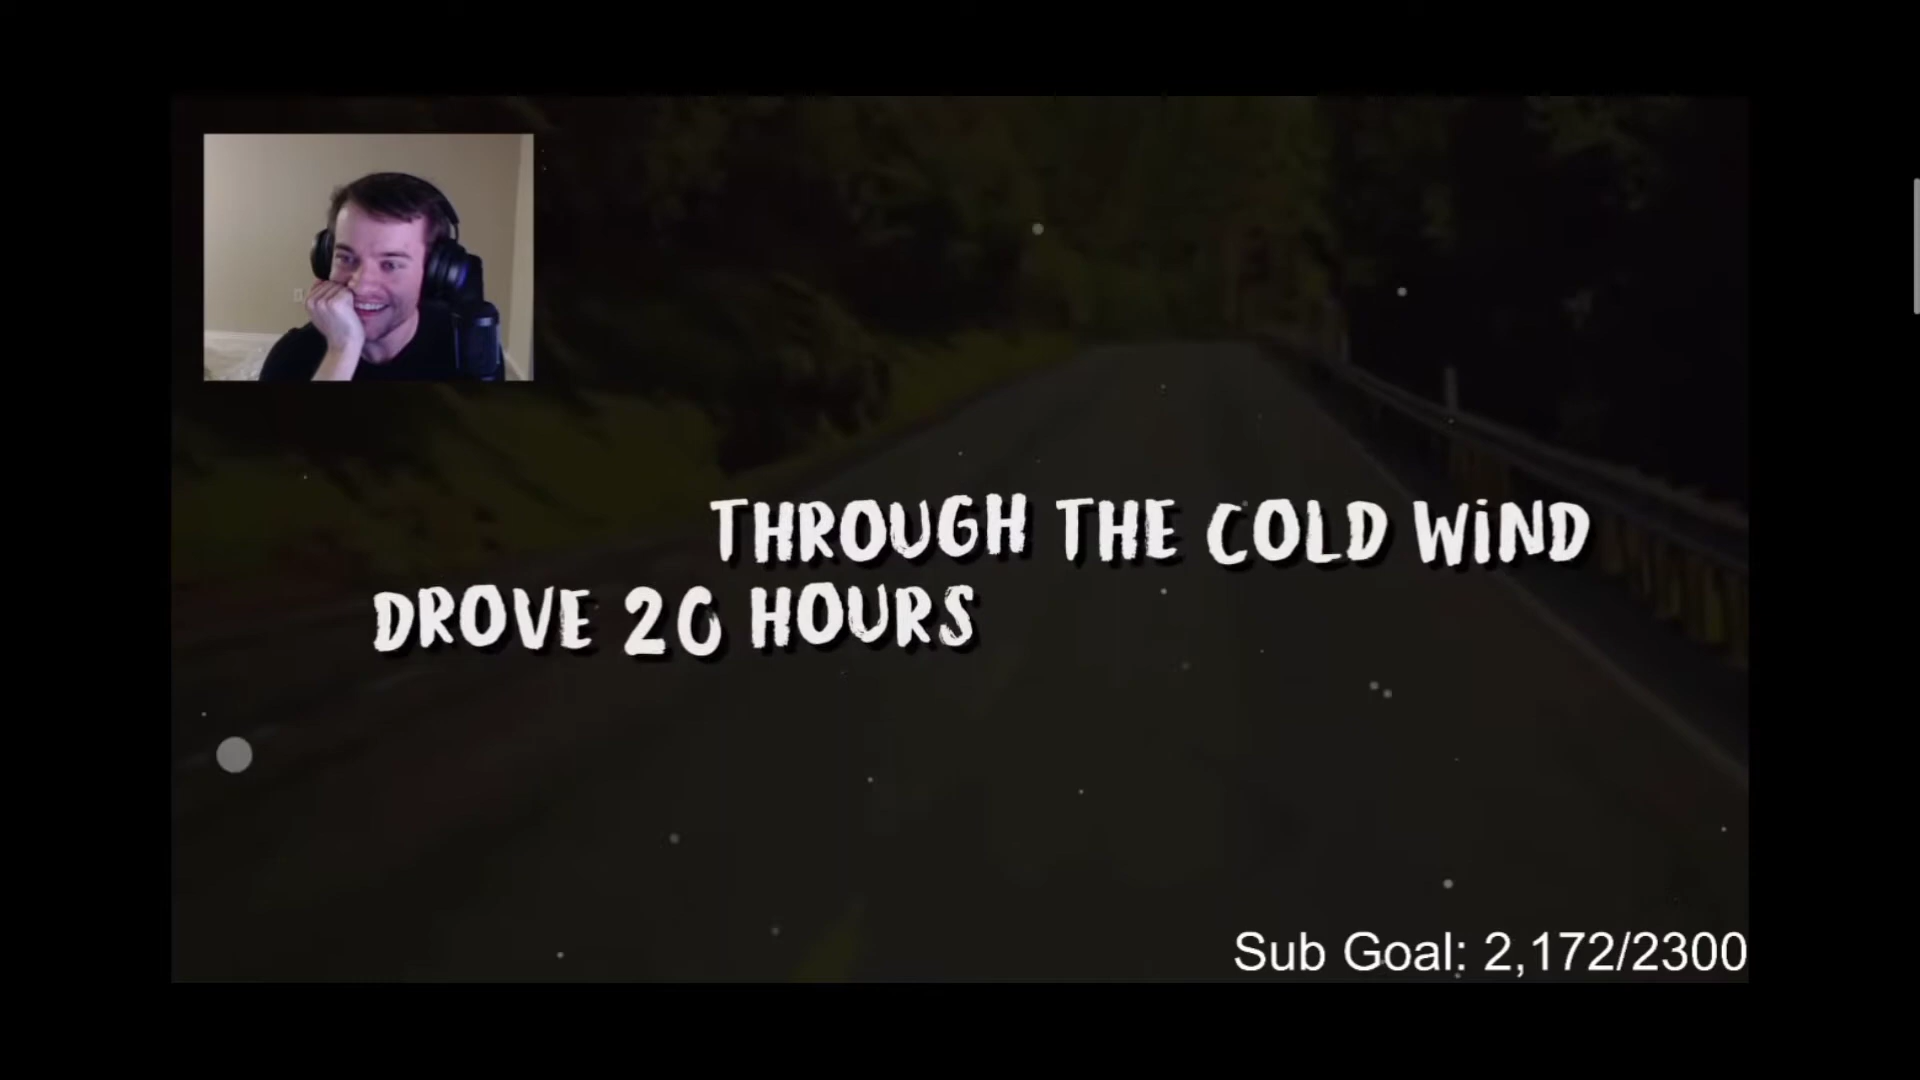 THROUGH THE COLD WIND
DROVE 20 HOURS
Sub Goal: 2,172/2300